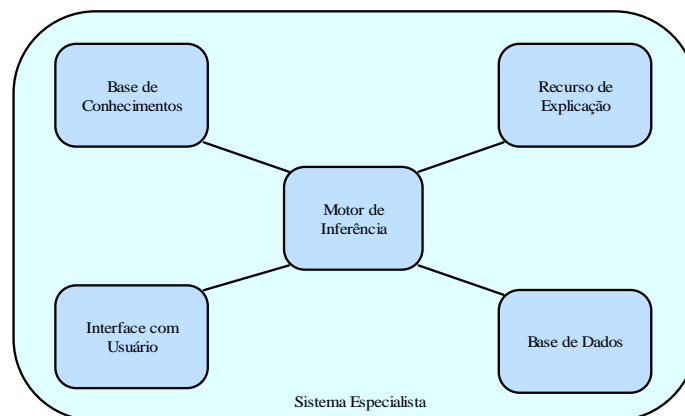 Base de
Conhecimentos
Recurso de
Explicação
Motor de
Inferência
Interface com
Usuário
Base de Dados
Sistema Especialista